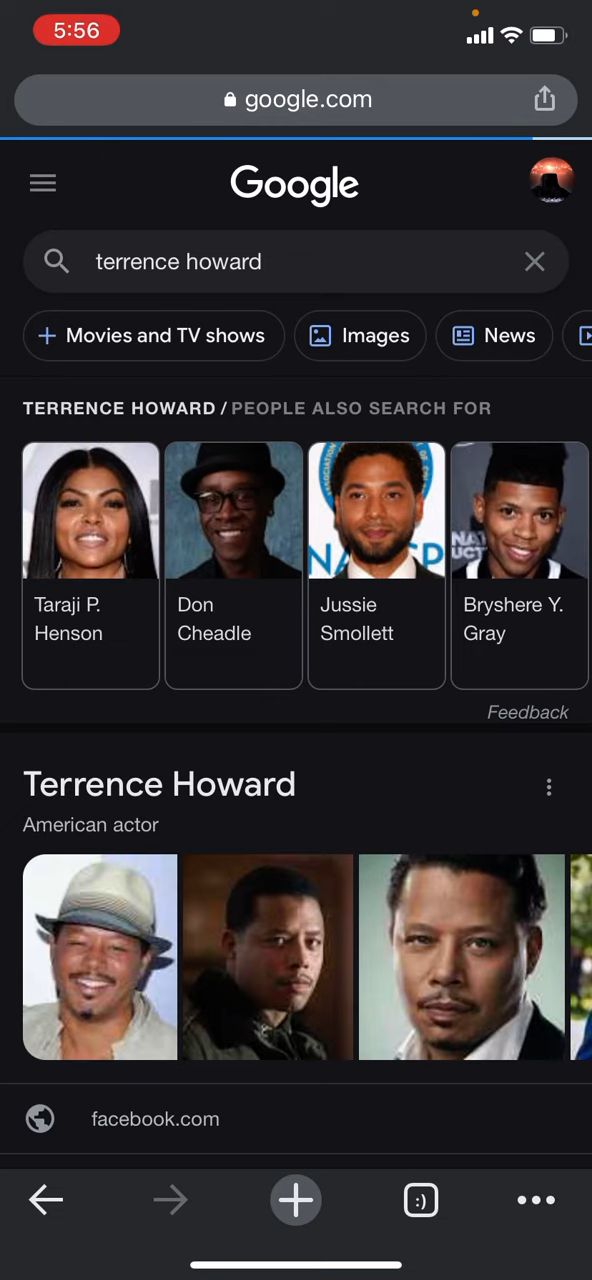 5:56
google.com
Google
terrence howard
Movies and TV shows
Images
News
TERRENCE HOWARD / PEOPLE ALSO SEARCH FOR
Taraji P.
Henson
Don
Cheadle
Jussie
Smollett
Bryshere Y.
Gray
Feedback
Terrence Howard
American actor
facebook.com
:)